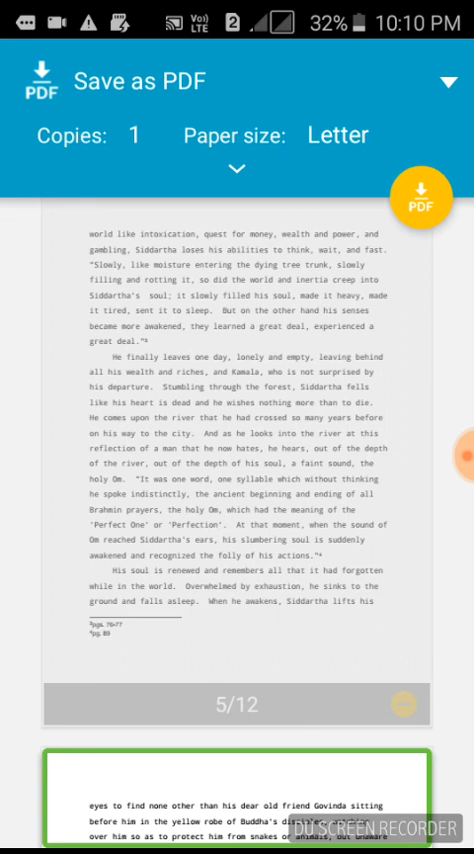 Vo))
LTE
2
32%
10:10 PM
PDF
Save as PDF
Copies: 1 Paper size: Letter
PDF
world like intoxication, quest for money, wealth and power, and
gambling, Siddartha loses his abilities to think, wait, and fast.
"Slowly, like moisture entering the dying tree trunk, slowly
filling and rotting it, so did the world and inertia creep into
Siddartha's soul; it slowly filled his soul, made it heavy, made
it tired, sent it to sleep. But on the other hand his senses
became more awakened, they learned a great deal, experienced a
great deal."³
He finally leaves one day, lonely and empty, leaving behind
all his wealth and riches, and Kamala, who is not surprised by
his departure. Stumbling through the forest, Siddartha fells
like his heart is dead and he wishes nothing more than to die.
He comes upon the river that he had crossed so many years before
on his way to the city. And as he looks into the river at this
reflection of a man that he now hates, he hears, out of the depth
of the river, out of the depth of his soul, a faint sound, the
holy Om. "It was one word, one syllable which without thinking
he spoke indistinctly, the ancient beginning and ending of all
Brahmin prayers, the holy Om, which had the meaning of the
'Perfect One' or 'Perfection'. At that moment, when the sound of
Om reached Siddartha's ears, his slumbering soul is suddenly
awakened and recognized the folly of his actions."⁴
His soul is renewed and remembers all that it had forgotten
while in the world. Overwhelmed by exhaustion, he sinks to the
ground and falls asleep. When he awakens, Siddartha lifts his
³pgs. 76-77
⁴pg. 89
5/12
eyes to find none other than his dear old friend Govinda sitting
before him in the yellow robe of Buddha's disciples, watching
over him so as to protect him from snakes or animals, but unaware
DU SCREEN RECORDER